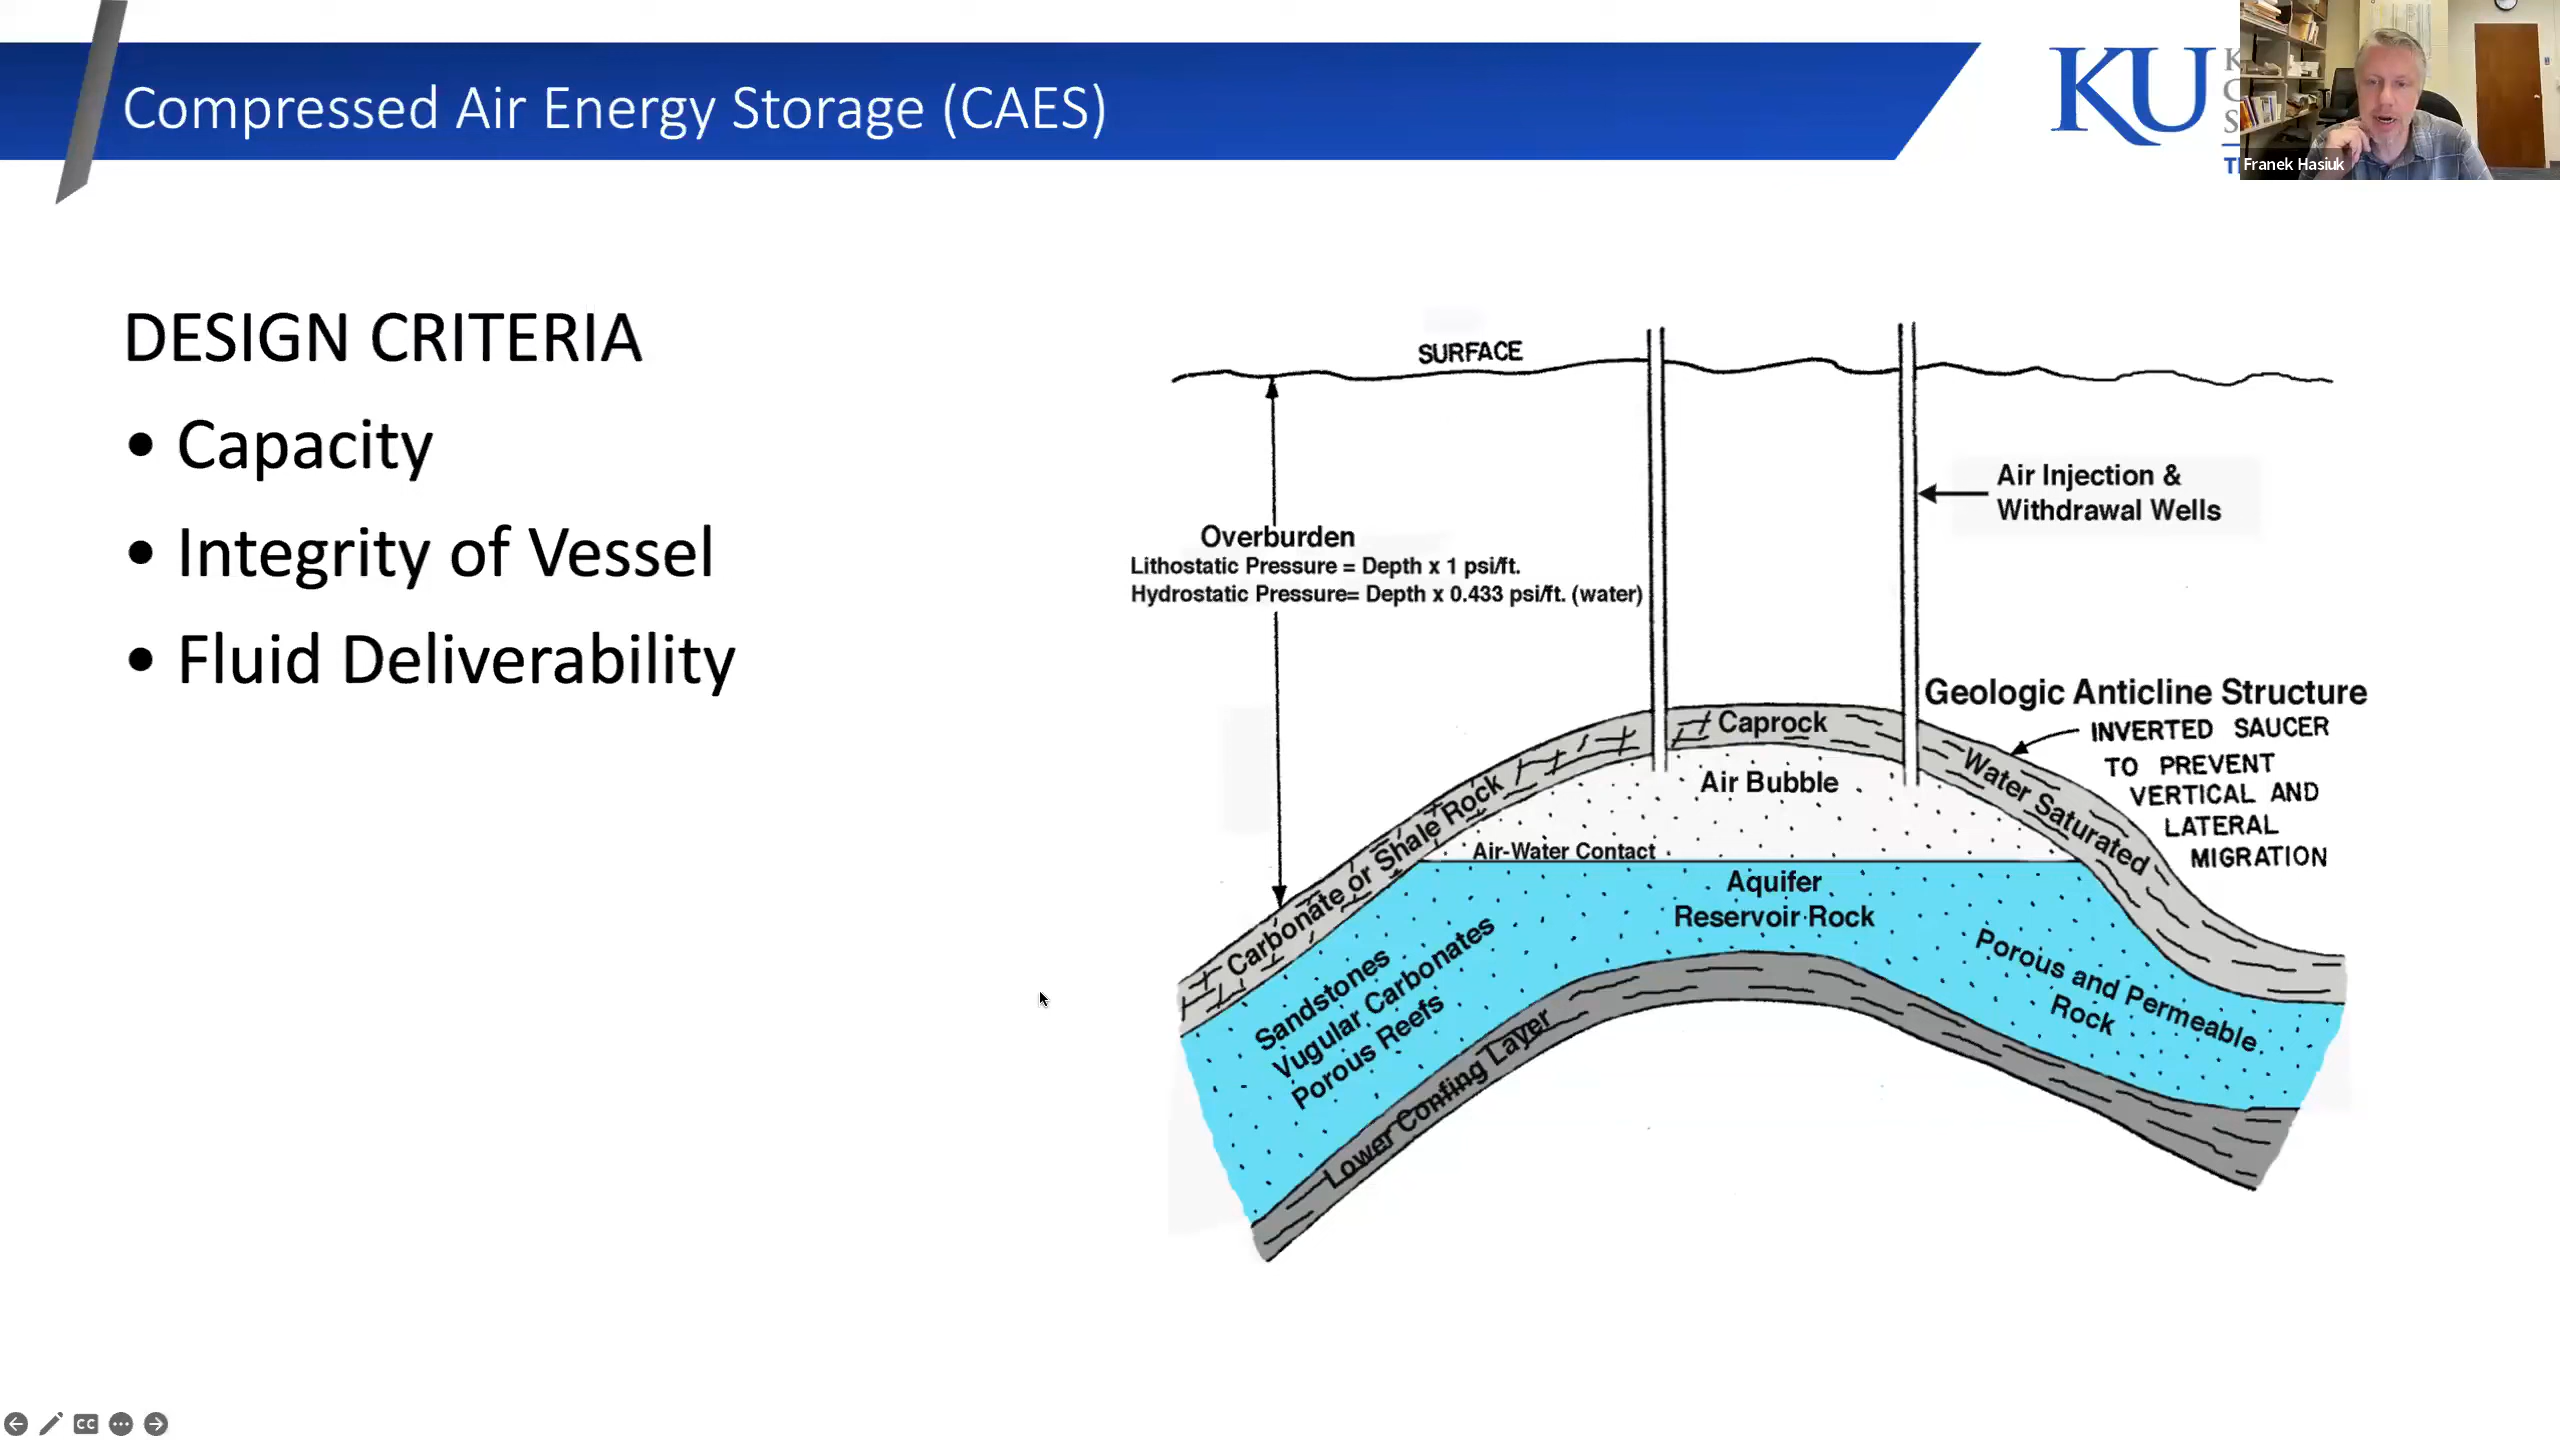 Compressed Air Energy Storage (CAES)
KU
Franek Hasiuk
DESIGN CRITERIA
• Capacity
• Integrity of Vessel
• Fluid Deliverability
SURFACE
Air Injection &
Withdrawal Wells
Overburden
Lithostatic Pressure = Depth x 1 psi/ft.
Hydrostatic Pressure= Depth x 0.433 psi/ft. (water)
Geologic Anticline Structure
INVERTED SAUCER
TO PREVENT
VERTICAL AND
LATERAL
MIGRATION
Caprock
Carbonate or Shale Rock
Water Saturated
Air Bubble
Air-Water Contact
Aquifer
Reservoir Rock
Sandstones
Vugular Carbonates
Porous Reefs
Porous and Permeable
Rock
Lower Confing Layer
CC